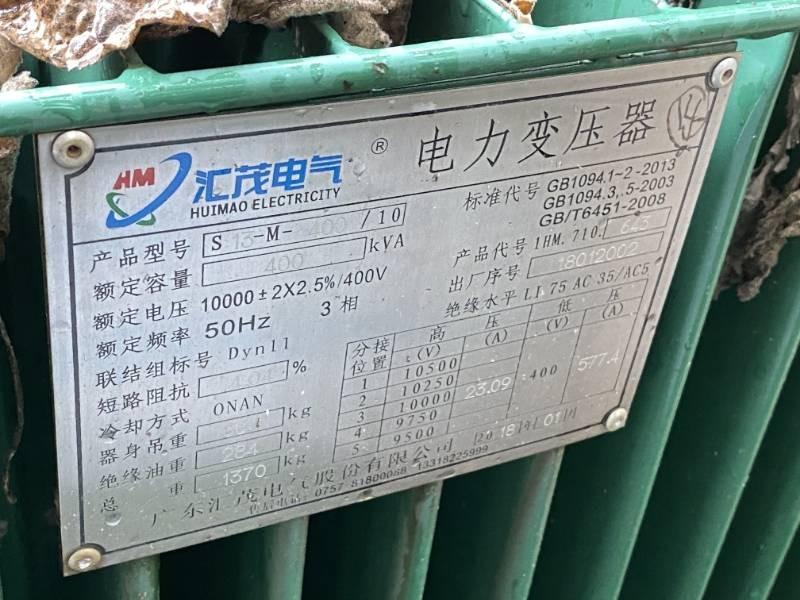 HM 汇茂电气 ® 电力变压器
HUIMAO ELECTRICITY
标准代号 GB1094.1~2-2013
GB1094.3,.5-2003
GB/T6451-2008
产品型号 S 13-M- 400 /10
产品代号 1HM.710. 643
额定容量 400 kVA
出厂序号 18012002
额定电压 10000±2X2.5%/400V
绝缘水平 LI 75 AC 35/AC5
额定频率 50Hz 3 相
联结组标号 Dyn11
短路阻抗 %
冷却方式 ONAN
器身吊重 kg
绝缘油重 284 kg
总 重 1370 kg
分接位置 高 压 低 压
(V) (A) (V) (A)
1 10500
2 10250
3 10000 23.09 400 577.4
4 9750
5 9500
广东汇茂电气股份有限公司 2018年01月
售后电话: 0757-81800088 13318225999